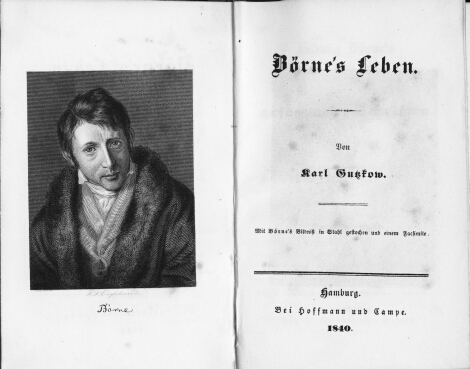 Börne
Börne's Leben.
Von
Karl Gutzkow.
Mit Börne's Bildniß in Stahl gestochen und einem Facsimile.
Hamburg.
Bei Hoffmann und Campe.
1840.